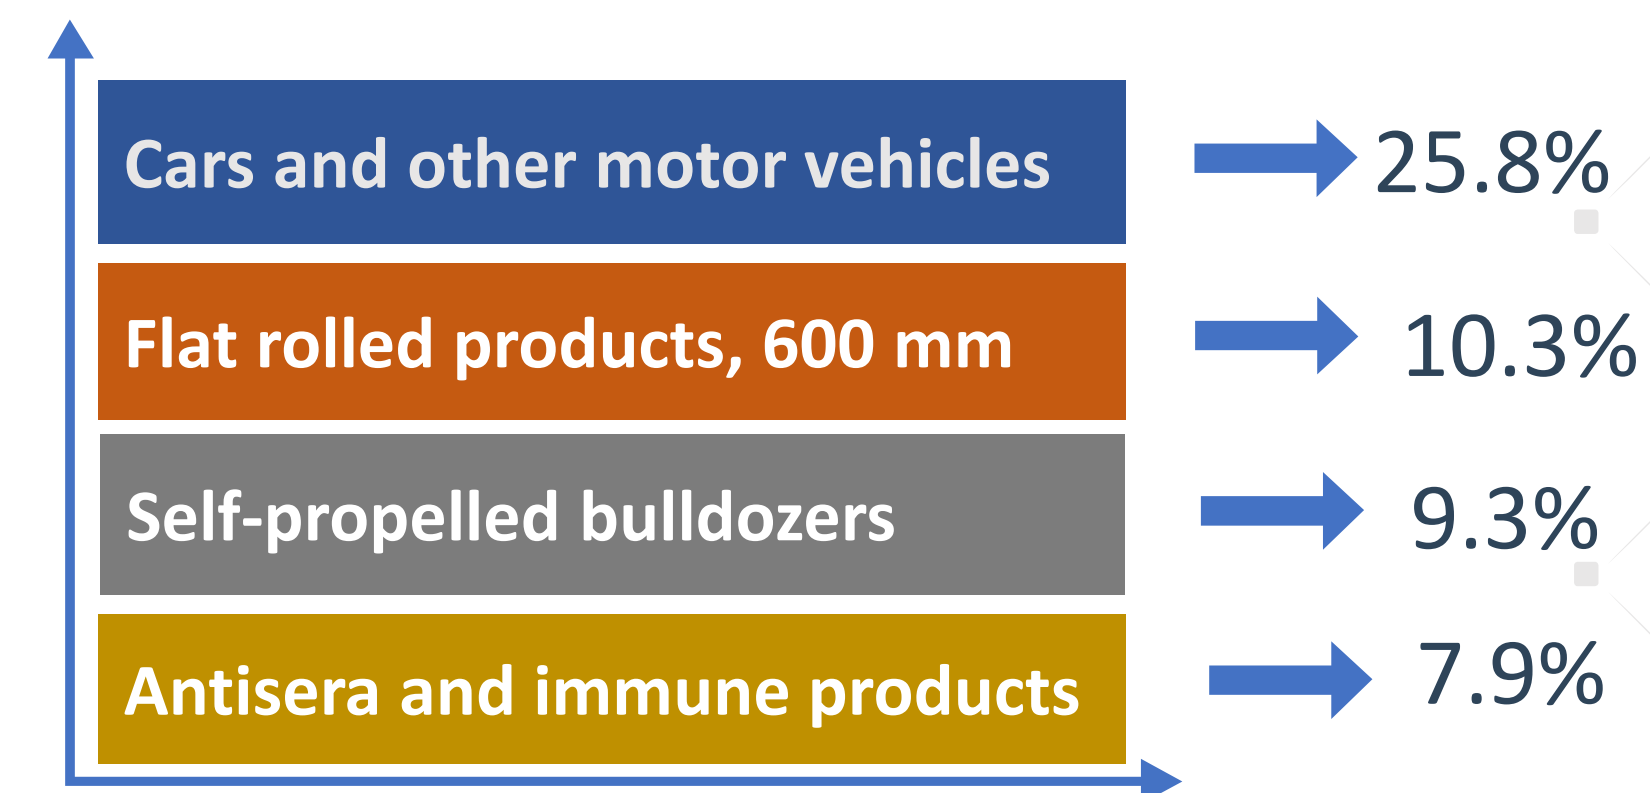 Cars and other motor vehicles 25.8%
Flat rolled products, 600 mm 10.3%
Self-propelled bulldozers 9.3%
Antisera and immune products 7.9%